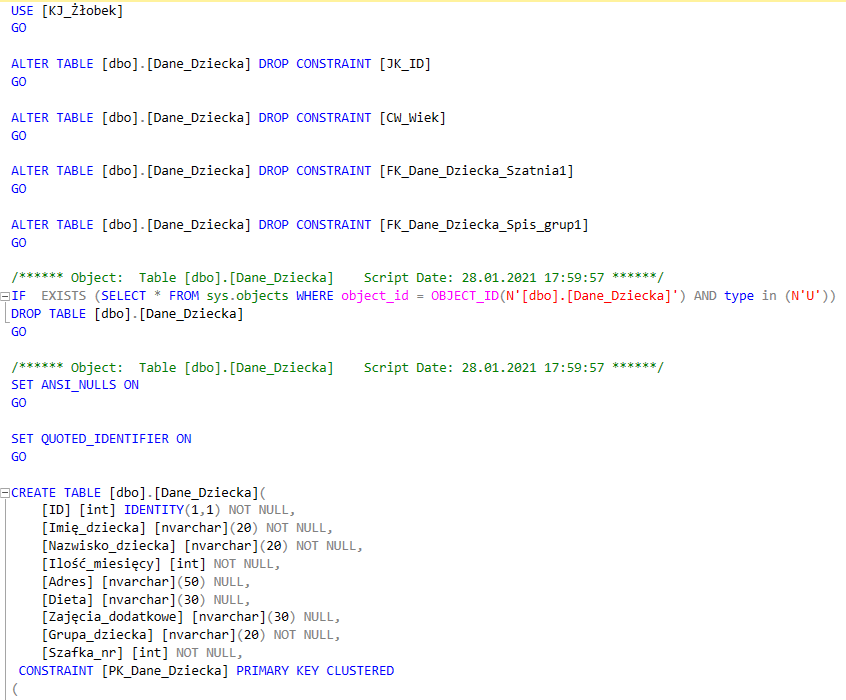 USE [KJ_Żłobek]
GO
ALTER TABLE [dbo].[Dane_Dziecka] DROP CONSTRAINT [JK_ID]
GO
ALTER TABLE [dbo].[Dane_Dziecka] DROP CONSTRAINT [CW_Wiek]
GO
ALTER TABLE [dbo].[Dane_Dziecka] DROP CONSTRAINT [FK_Dane_Dziecka_Szatnia1]
GO
ALTER TABLE [dbo].[Dane_Dziecka] DROP CONSTRAINT [FK_Dane_Dziecka_Spis_grup1]
GO
/****** Object:  Table [dbo].[Dane_Dziecka]    Script Date: 28.01.2021 17:59:57 ******/
IF  EXISTS (SELECT * FROM sys.objects WHERE object_id = OBJECT_ID(N'[dbo].[Dane_Dziecka]') AND type in (N'U'))
DROP TABLE [dbo].[Dane_Dziecka]
GO
/****** Object:  Table [dbo].[Dane_Dziecka]    Script Date: 28.01.2021 17:59:57 ******/
SET ANSI_NULLS ON
GO
SET QUOTED_IDENTIFIER ON
GO
CREATE TABLE [dbo].[Dane_Dziecka](
[ID] [int] IDENTITY(1,1) NOT NULL,
[Imię_dziecka] [nvarchar](20) NOT NULL,
[Nazwisko_dziecka] [nvarchar](20) NOT NULL,
[Ilość_miesięcy] [int] NOT NULL,
[Adres] [nvarchar](50) NULL,
[Dieta] [nvarchar](30) NULL,
[Zajęcia_dodatkowe] [nvarchar](30) NULL,
[Grupa_dziecka] [nvarchar](20) NOT NULL,
[Szafka_nr] [int] NOT NULL,
CONSTRAINT [PK_Dane_Dziecka] PRIMARY KEY CLUSTERED
(